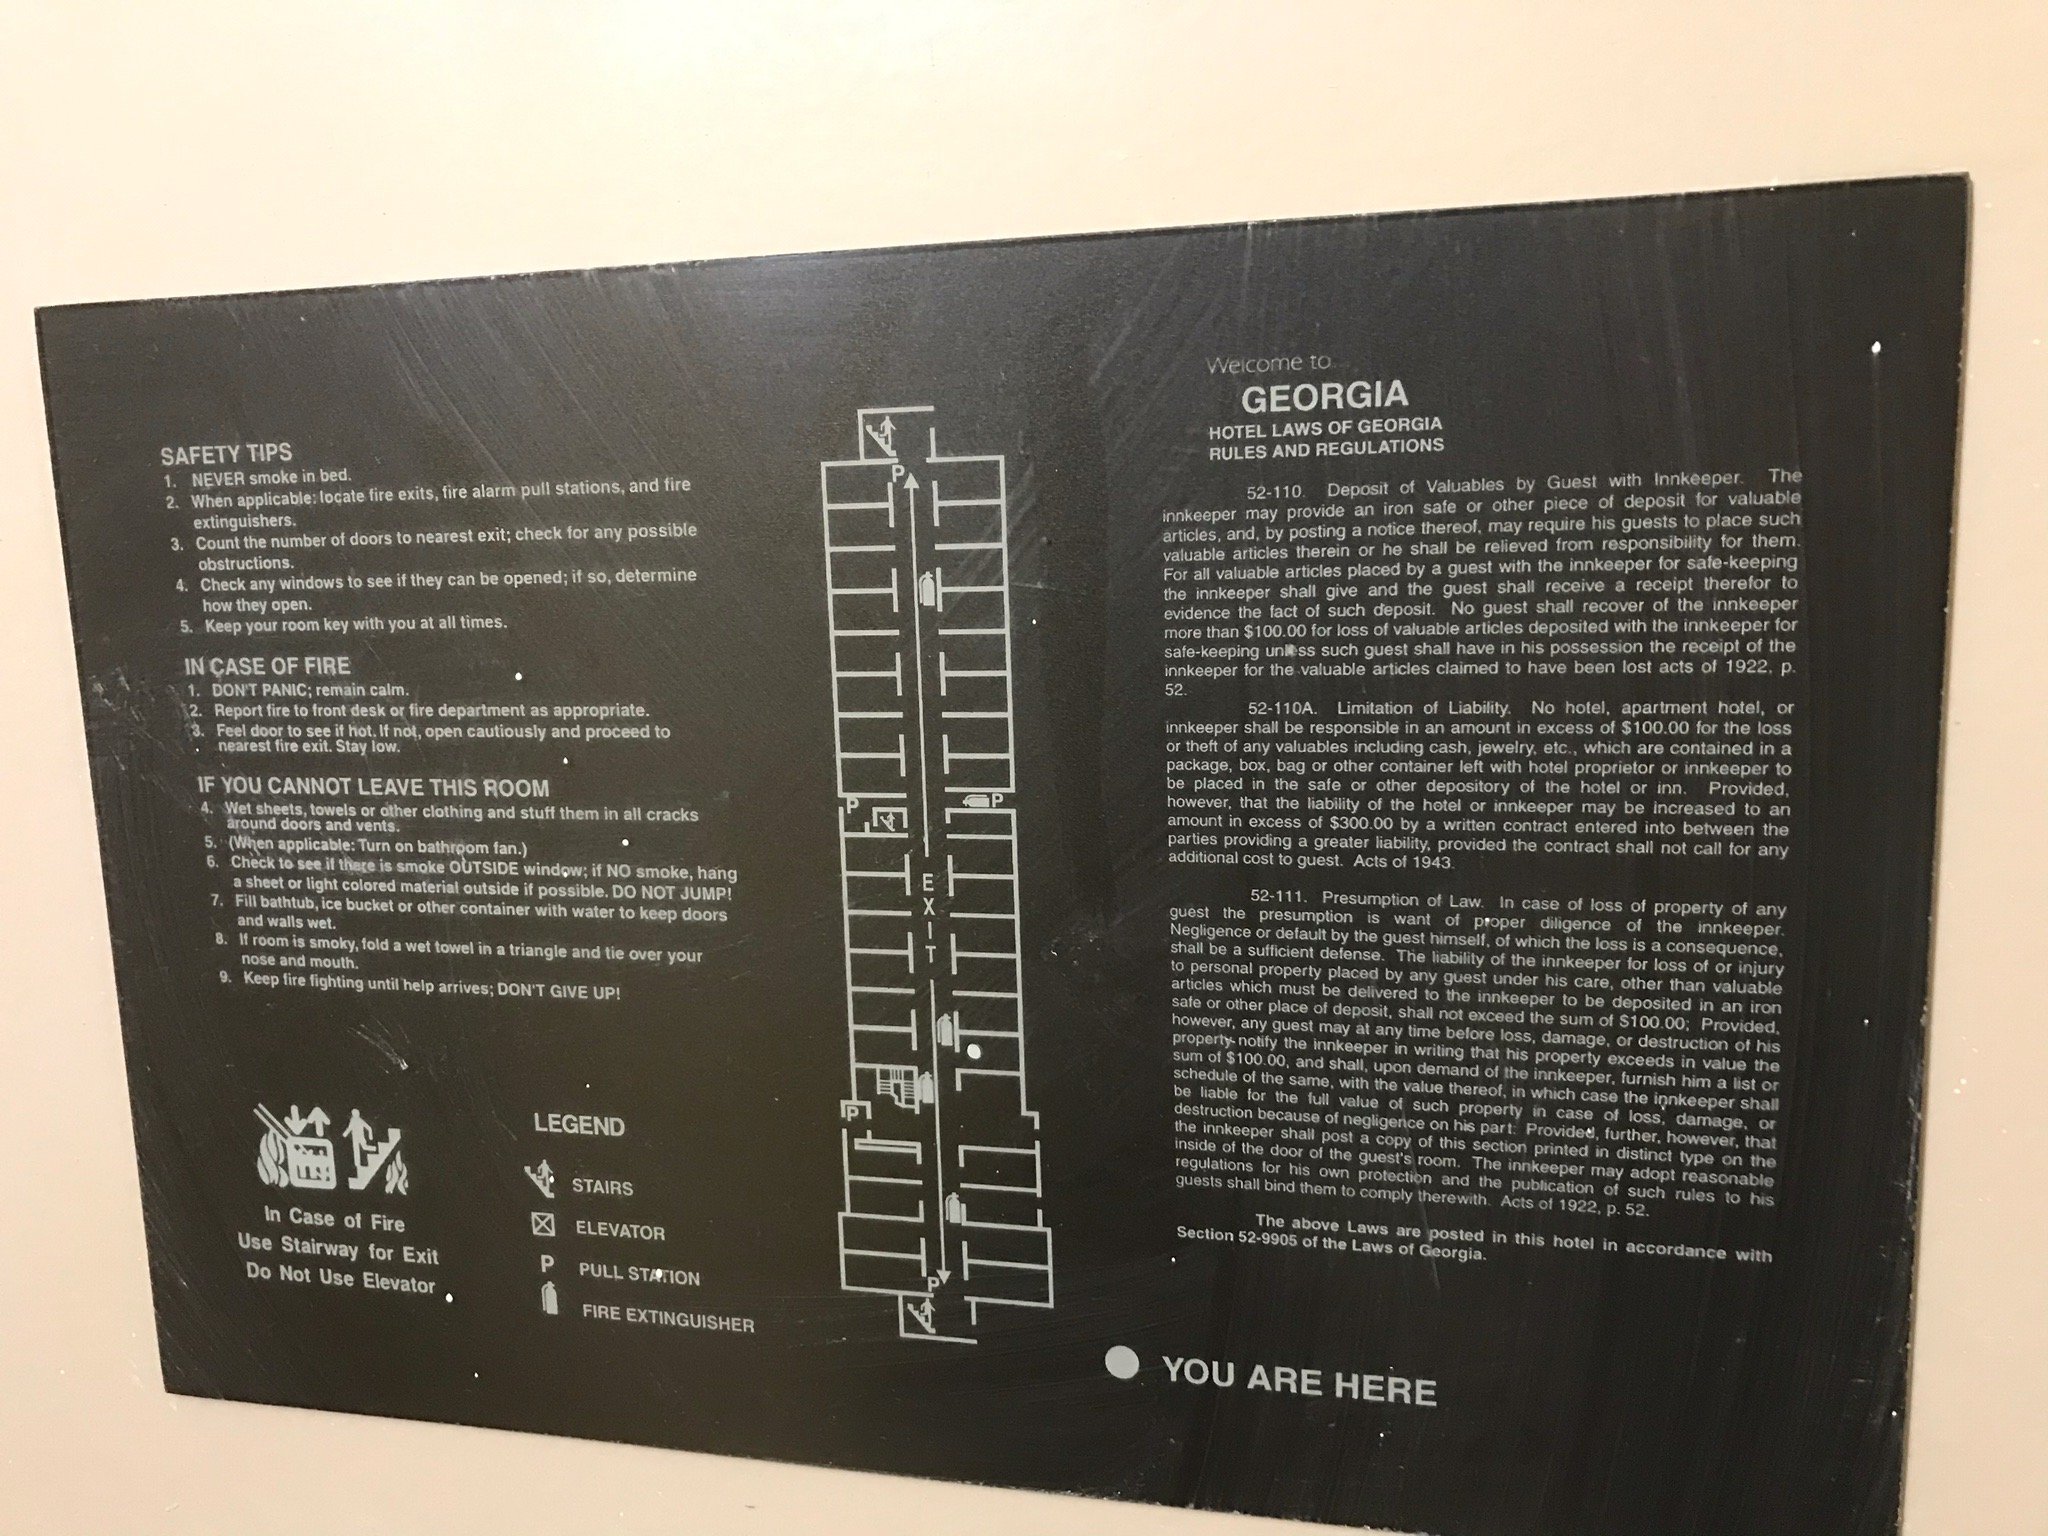 SAFETY TIPS
1. NEVER smoke in bed.
2. When applicable: locate fire exits, fire alarm pull stations, and fire
extinguishers.
3. Count the number of doors to nearest exit; check for any possible
obstructions.
4. Check any windows to see if they can be opened; if so, determine
how they open.
5. Keep your room key with you at all times.
IN CASE OF FIRE
1. DON'T PANIC; remain calm.
2. Report fire to front desk or fire department as appropriate.
3. Feel door to see if hot. If not, open cautiously and proceed to
nearest fire exit. Stay low.
IF YOU CANNOT LEAVE THIS ROOM
4. Wet sheets, towels or other clothing and stuff them in all cracks
around doors and vents.
5. (When applicable: Turn on bathroom fan.)
6. Check to see if there is smoke OUTSIDE window; if NO smoke, hang
a sheet or light colored material outside if possible. DO NOT JUMP!
7. Fill bathtub, ice bucket or other container with water to keep doors
and walls wet.
8. If room is smoky, fold a wet towel in a triangle and tie over your
nose and mouth.
9. Keep fire fighting until help arrives; DON'T GIVE UP!
In Case of Fire
Use Stairway for Exit
Do Not Use Elevator
LEGEND
STAIRS
ELEVATOR
P PULL STATION
FIRE EXTINGUISHER
P
P
P
EXIT
P
P
Welcome to
GEORGIA
HOTEL LAWS OF GEORGIA
RULES AND REGULATIONS
52-110. Deposit of Valuables by Guest with Innkeeper. The
innkeeper may provide an iron safe or other piece of deposit for valuable
articles, and, by posting a notice thereof, may require his guests to place such
valuable articles therein or he shall be relieved from responsibility for them.
For all valuable articles placed by a guest with the innkeeper for safe-keeping
the innkeeper shall give and the guest shall receive a receipt therefor to
evidence the fact of such deposit. No guest shall recover of the innkeeper
more than $100.00 for loss of valuable articles deposited with the innkeeper for
safe-keeping unless such guest shall have in his possession the receipt of the
innkeeper for the valuable articles claimed to have been lost acts of 1922, p.
52.
52-110A. Limitation of Liability. No hotel, apartment hotel, or
innkeeper shall be responsible in an amount in excess of $100.00 for the loss
or theft of any valuables including cash, jewelry, etc., which are contained in a
package, box, bag or other container left with hotel proprietor or innkeeper to
be placed in the safe or other depository of the hotel or inn. Provided,
however, that the liability of the hotel or innkeeper may be increased to an
amount in excess of $300.00 by a written contract entered into between the
parties providing a greater liability, provided the contract shall not call for any
additional cost to guest. Acts of 1943.
52-111. Presumption of Law. In case of loss of property of any
guest the presumption is want of proper diligence of the innkeeper.
Negligence or default by the guest himself, of which the loss is a consequence,
shall be a sufficient defense. The liability of the innkeeper for loss of or injury
to personal property placed by any guest under his care, other than valuable
articles which must be delivered to the innkeeper to be deposited in an iron
safe or other place of deposit, shall not exceed the sum of $100.00; Provided,
however, any guest may at any time before loss, damage, or destruction of his
property notify the innkeeper in writing that his property exceeds in value the
sum of $100.00, and shall, upon demand of the innkeeper, furnish him a list or
schedule of the same, with the value thereof, in which case the innkeeper shall
be liable for the full value of such property in case of loss, damage, or
destruction because of negligence on his part: Provided, further, however, that
the innkeeper shall post a copy of this section printed in distinct type on the
inside of the door of the guest's room. The innkeeper may adopt reasonable
regulations for his own protection and the publication of such rules to his
guests shall bind them to comply therewith. Acts of 1922, p. 52.
The above Laws are posted in this hotel in accordance with
Section 52-9905 of the Laws of Georgia.
YOU ARE HERE